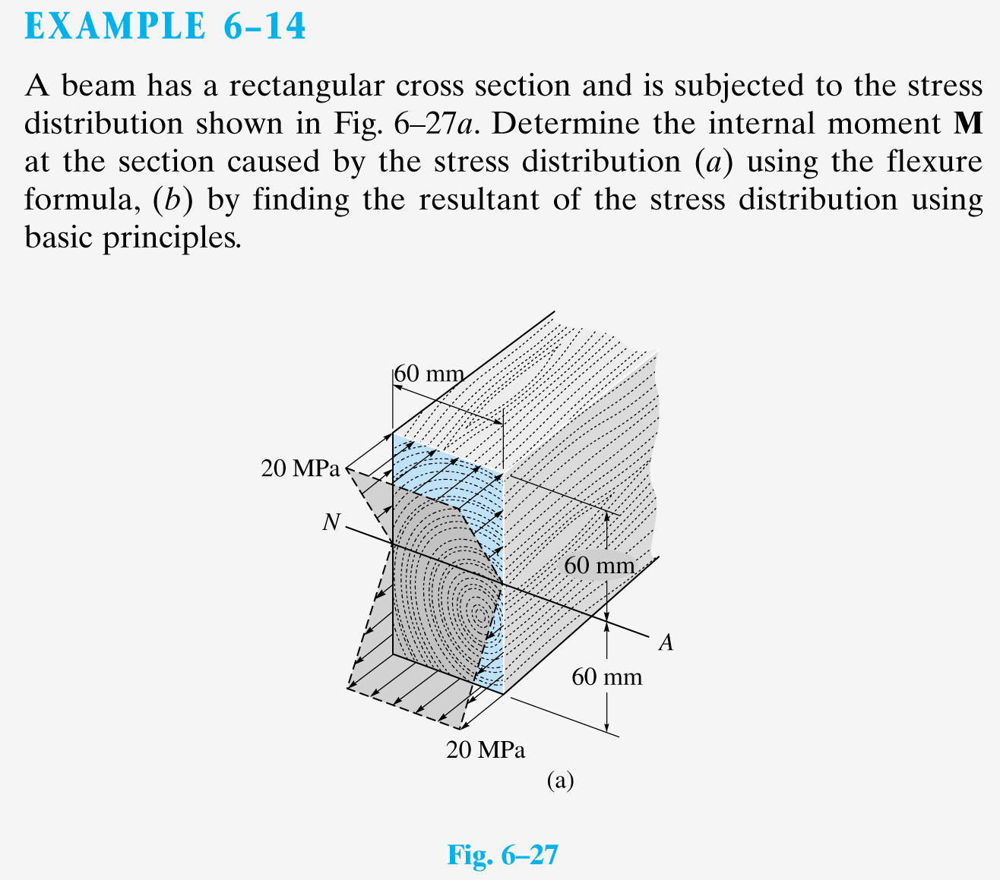 EXAMPLE 6–14
A beam has a rectangular cross section and is subjected to the stress
distribution shown in Fig. 6–27a. Determine the internal moment M
at the section caused by the stress distribution (a) using the flexure
formula, (b) by finding the resultant of the stress distribution using
basic principles.
60 mm
20 MPa
N
60 mm
A
60 mm
20 MPa
(a)
Fig. 6–27